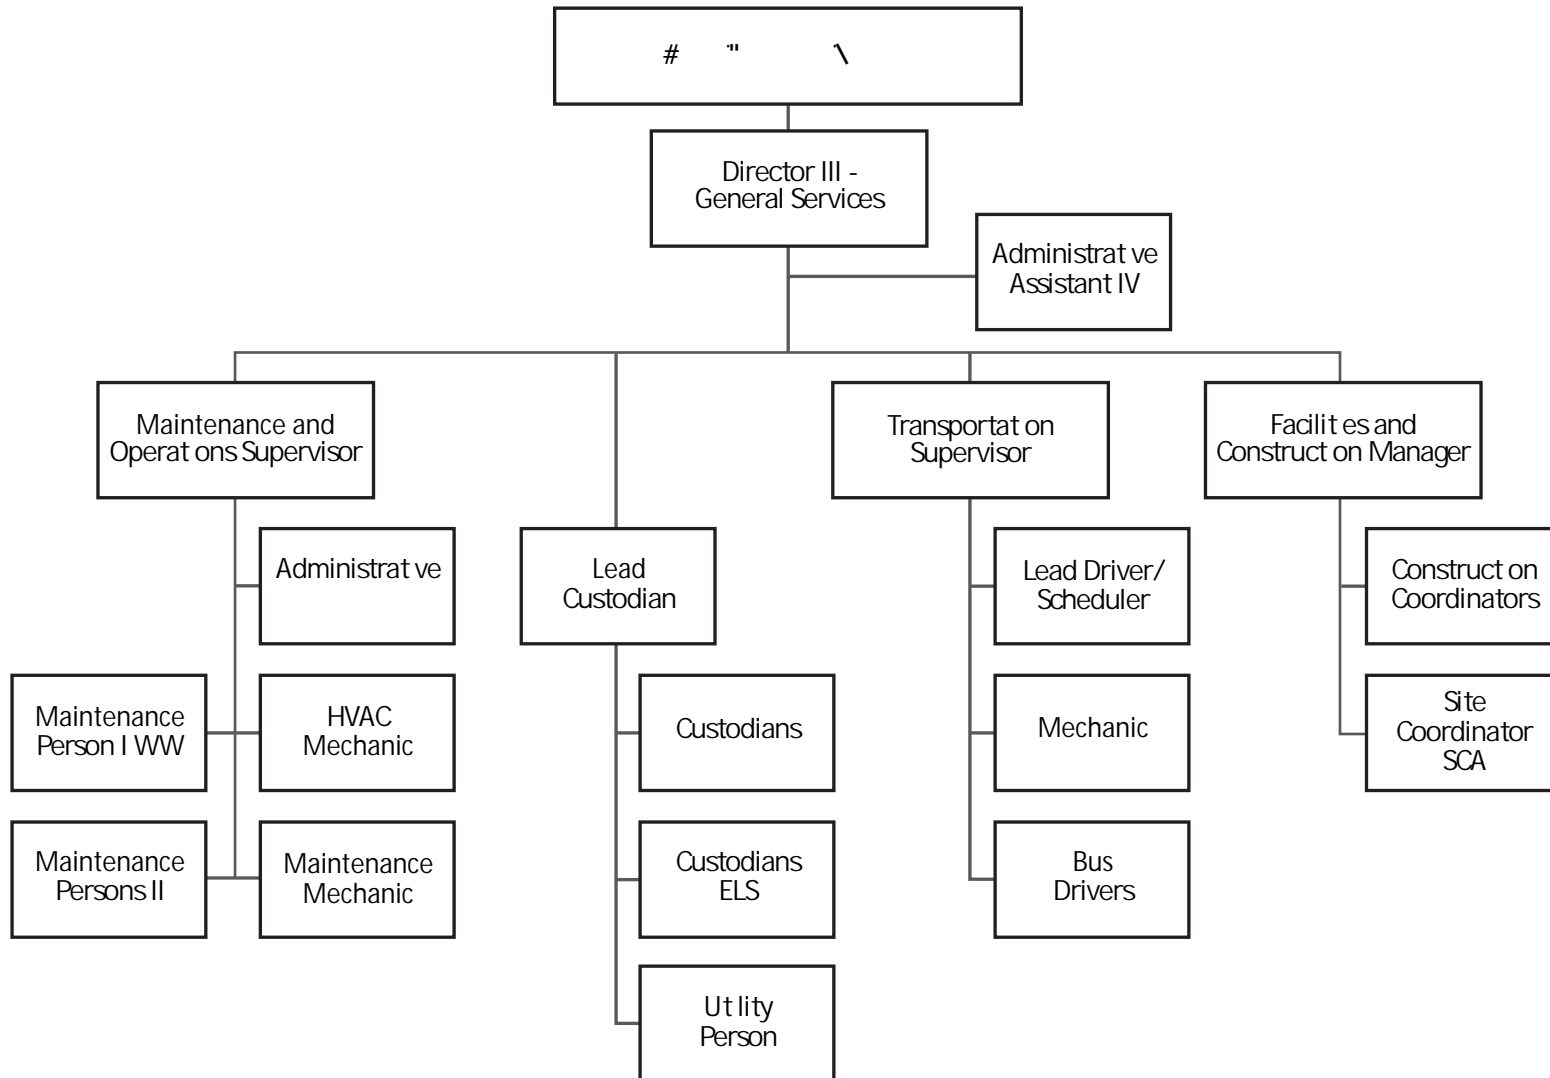 # " \
Director III -
General Services
Administrat ve
Assistant IV
Maintenance and
Operat ons Supervisor
Transportat on
Supervisor
Facilit es and
Construct on Manager
Administrat ve
Lead
Custodian
Lead Driver/
Scheduler
Construct on
Coordinators
Maintenance
Person I WW
HVAC
Mechanic
Custodians
Mechanic
Site
Coordinator
SCA
Maintenance
Persons II
Maintenance
Mechanic
Custodians
ELS
Bus
Drivers
Ut lity
Person